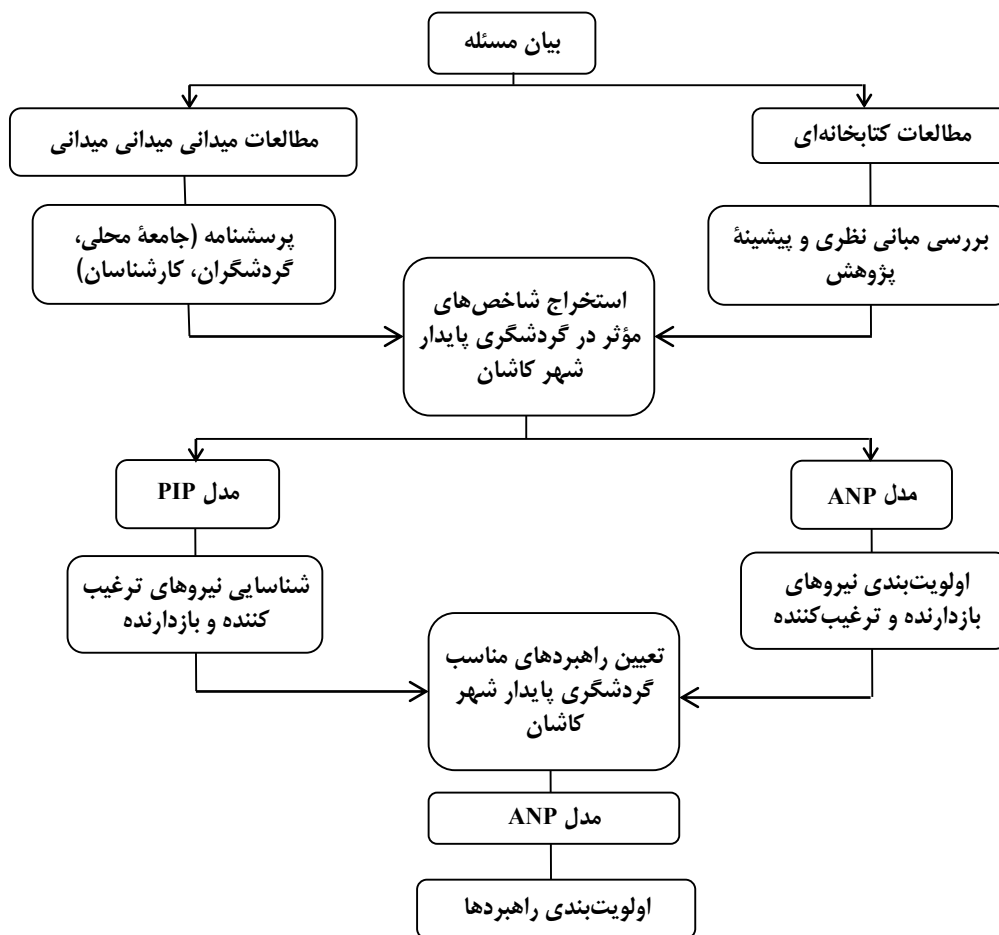 بیان مسئله
مطالعات کتابخانه‌ای
مطالعات میدانی میدانی میدانی
بررسی مبانی نظری و پیشینهٔ
پژوهش
پرسشنامه (جامعهٔ محلی،
گردشگران، کارشناسان)
استخراج شاخص‌های
مؤثر در گردشگری پایدار
شهر کاشان
مدل ANP
مدل PIP
اولویت‌بندی نیروهای
بازدارنده و ترغیب‌کننده
شناسایی نیروهای ترغیب
کننده و بازدارنده
تعیین راهبردهای مناسب
گردشگری پایدار شهر
کاشان
مدل ANP
اولویت‌بندی راهبردها